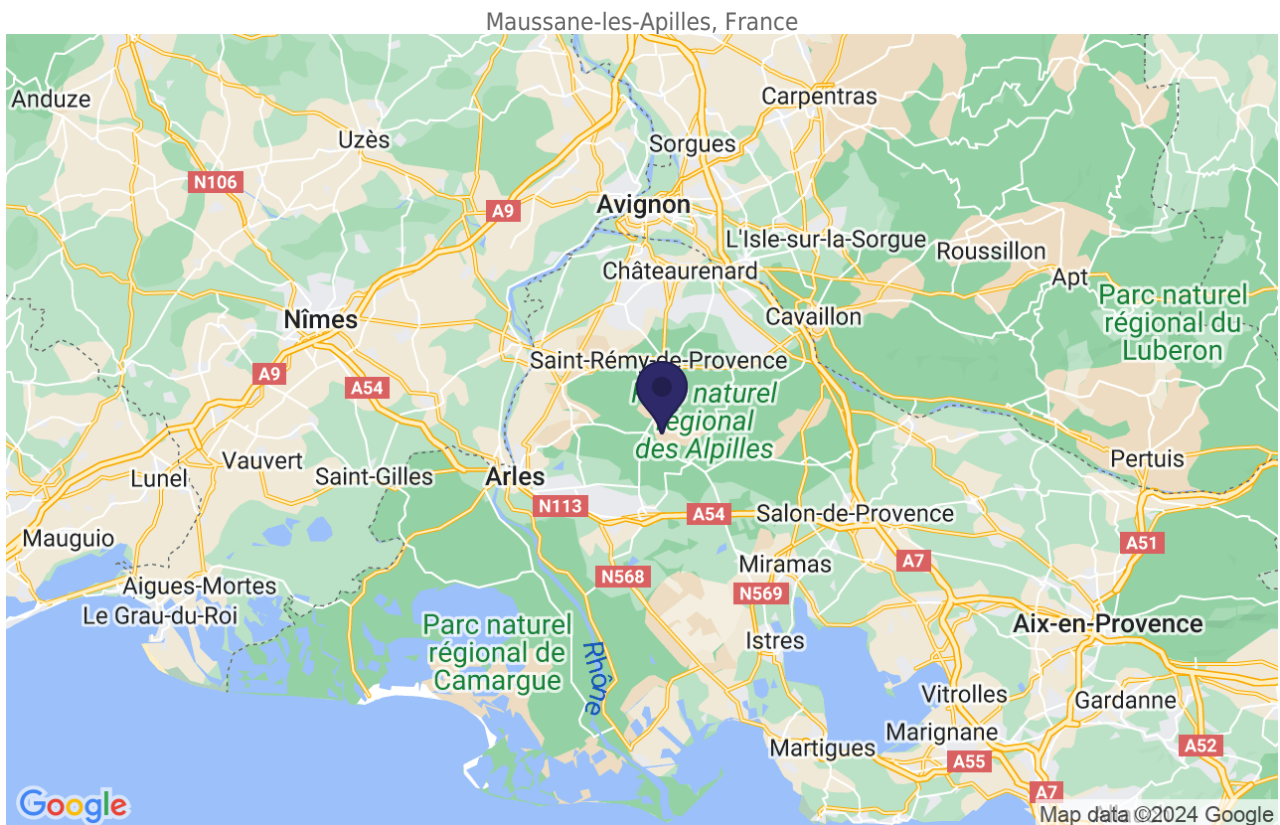 Maussane-les-Apilles, France
Anduze
Carpentras
Uzès
Sorgues
N106
Avignon
A9
L'Isle-sur-la-Sorgue
Roussillon
Châteaurenard
Apt
Parc naturel
régional du
Luberon
Nîmes
Cavaillon
Saint-Rémy-de-Provence
A9
A54
naturel
régional
des Alpilles
Vauvert
Pertuis
Lunel
Saint-Gilles
Arles
N113
A54
Salon-de-Provence
Mauguio
A51
A7
Miramas
N568
Aigues-Mortes
N569
Le Grau-du-Roi
Parc naturel
régional de
Camargue
Aix-en-Provence
Istres
Rhône
Vitrolles
Gardanne
Marignane
Martigues
A52
A55
A7
Google
Map data ©2024 Google